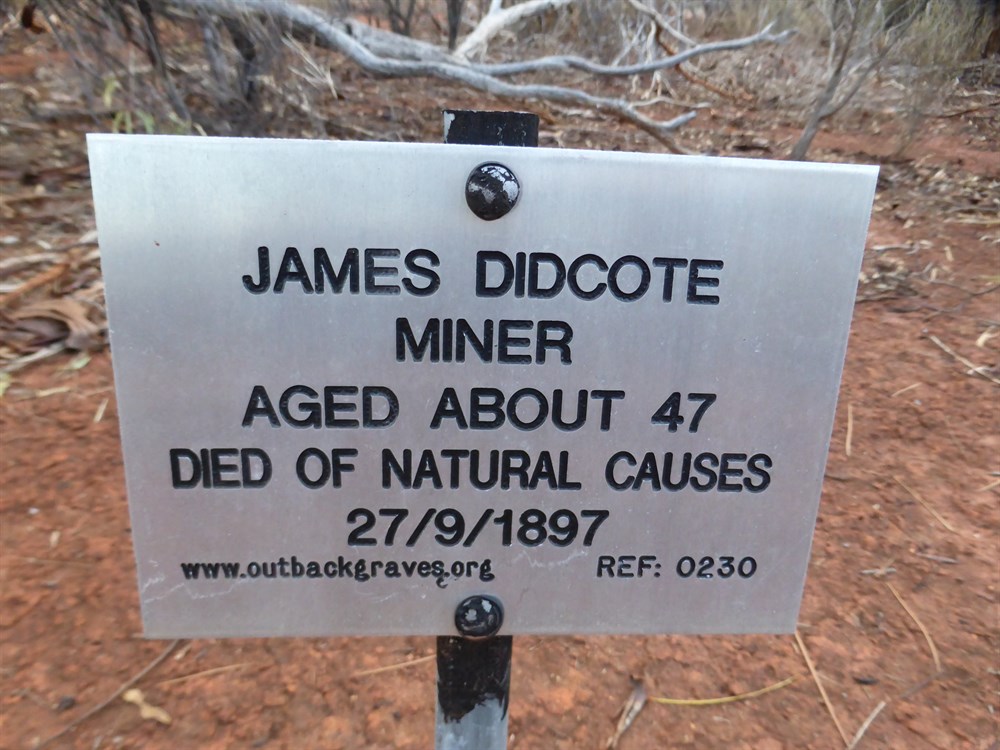 JAMES DIDCOTE
MINER
AGED ABOUT 47
DIED OF NATURAL CAUSES
27/9/1897
www.outbackgraves.org REF: 0230